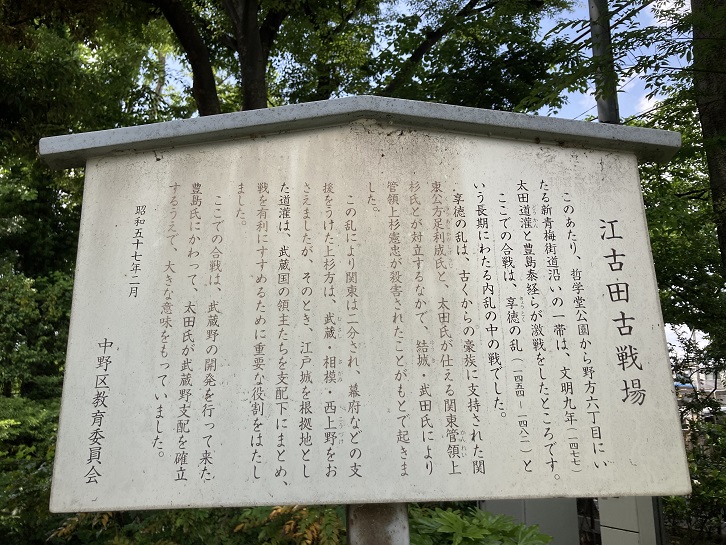 江古田古戦場
このあたり、哲学堂公園から野方六丁目にい
たる新青梅街道沿いの一帯は、文明九年(一四七七)
太田道灌と豊島泰経らが激戦をしたところです。
ここでの合戦は、享徳の乱(一四五四〜一四八二)と
いう長期にわたる内乱の中の戦でした。
享徳の乱は、古くからの豪族に支持された関
東公方足利成氏と、太田氏が仕える関東管領上
杉氏とが対立するなかで、結城・武田氏により
管領上杉憲忠が殺害されたことがもとで起きま
した。
この乱により関東は二分され、幕府などの支
援をうけた上杉方は、武蔵・相模・西上野をお
さえましたが、そのとき、江戸城を根拠地とし
た道灌は、武蔵国の領主たちを支配下にまとめ、
戦を有利にすすめるために重要な役割をはたし
ました。
ここでの合戦は、武蔵野の開発を行って来た
豊島氏にかわって、太田氏が武蔵野支配を確立
するうえで、大きな意味をもっていました。
昭和五十七年二月
中野区教育委員会